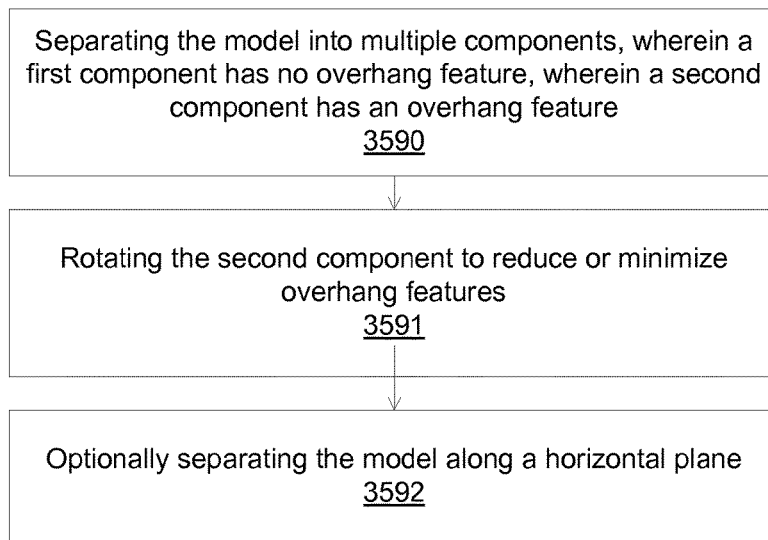 Separating the model into multiple components, wherein a
first component has no overhang feature, wherein a second
component has an overhang feature
3590
Rotating the second component to reduce or minimize
overhang features
3591
Optionally separating the model along a horizontal plane
3592